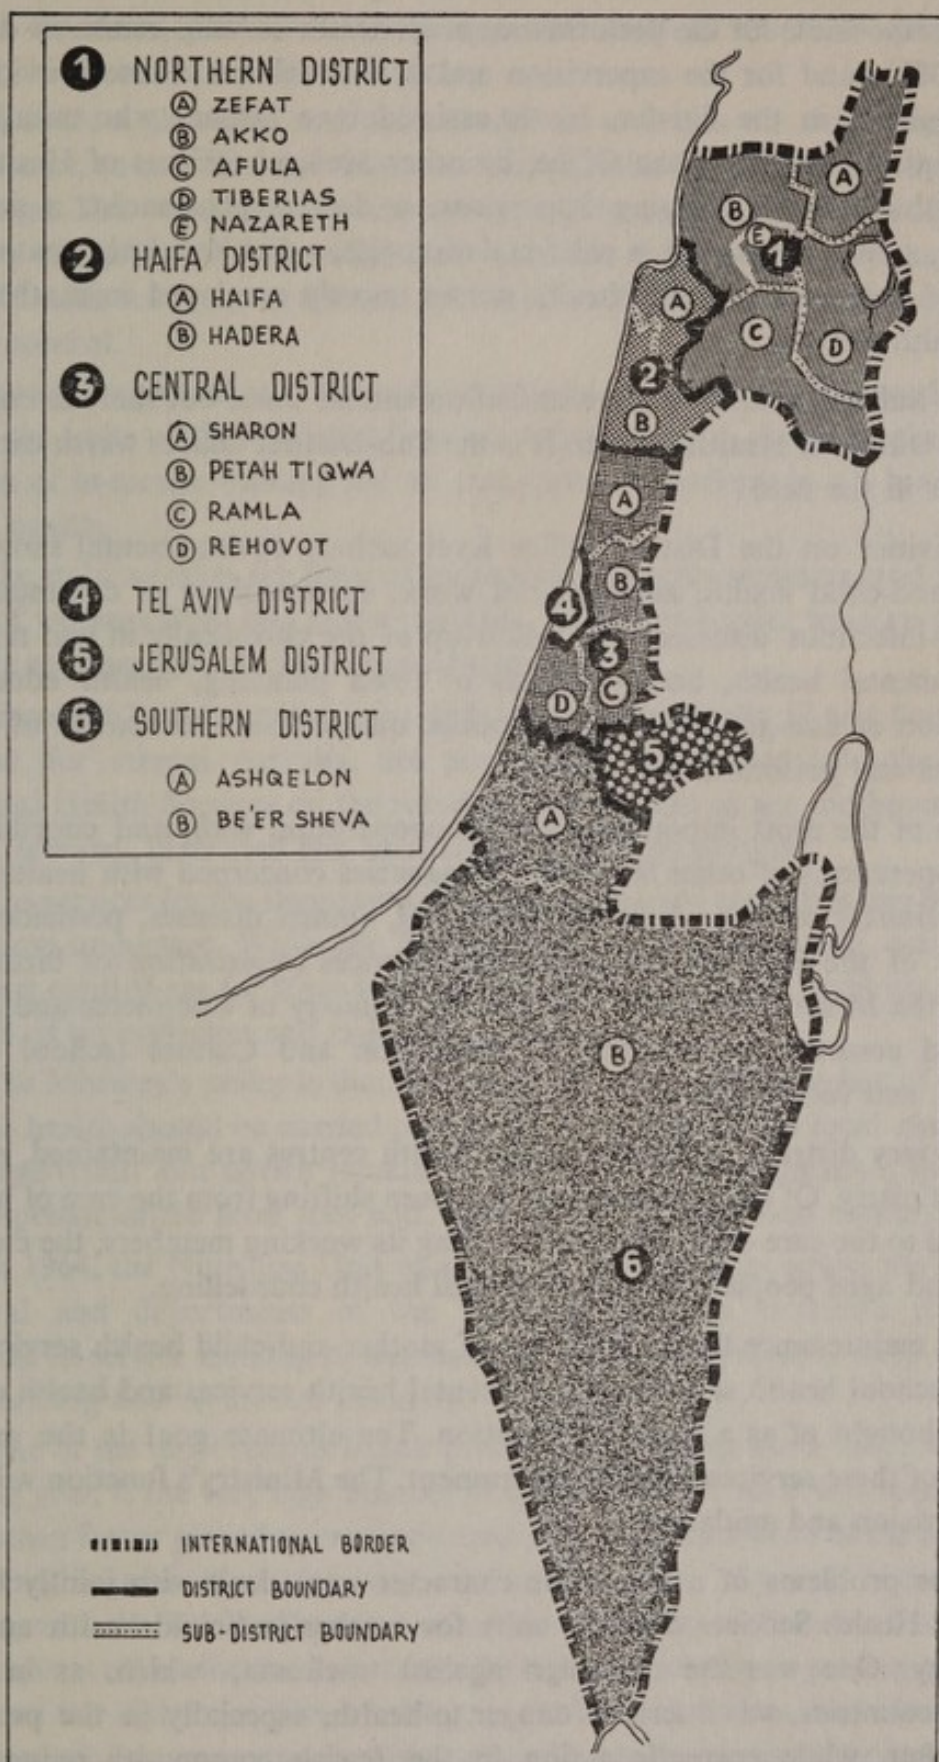 1 NORTHERN DISTRICT
A ZEFAT
B AKKO
C AFULA
D TIBERIAS
E NAZARETH
2 HAIFA DISTRICT
A HAIFA
B HADERA
3 CENTRAL DISTRICT
A SHARON
B PETAH TIQWA
C RAMLA
D REHOVOT
4 TEL AVIV DISTRICT
5 JERUSALEM DISTRICT
6 SOUTHERN DISTRICT
A ASHQELON
B BE'ER SHEVA
A
B
E
1
C
D
A
2
B
A
B
4
3
C
D
5
A
B
6
INTERNATIONAL BORDER
DISTRICT BOUNDARY
SUB-DISTRICT BOUNDARY